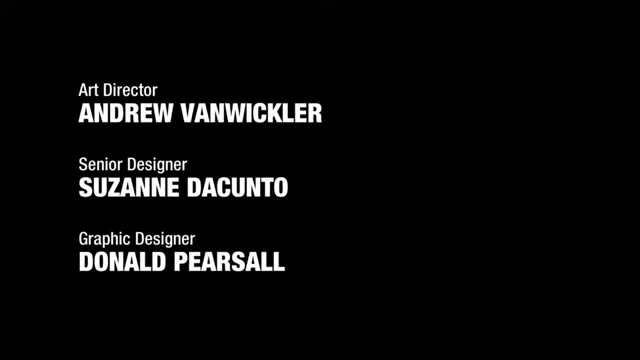 Art Director
ANDREW VANWICKLER
Senior Designer
SUZANNE DACUNTO
Graphic Designer
DONALD PEARSALL